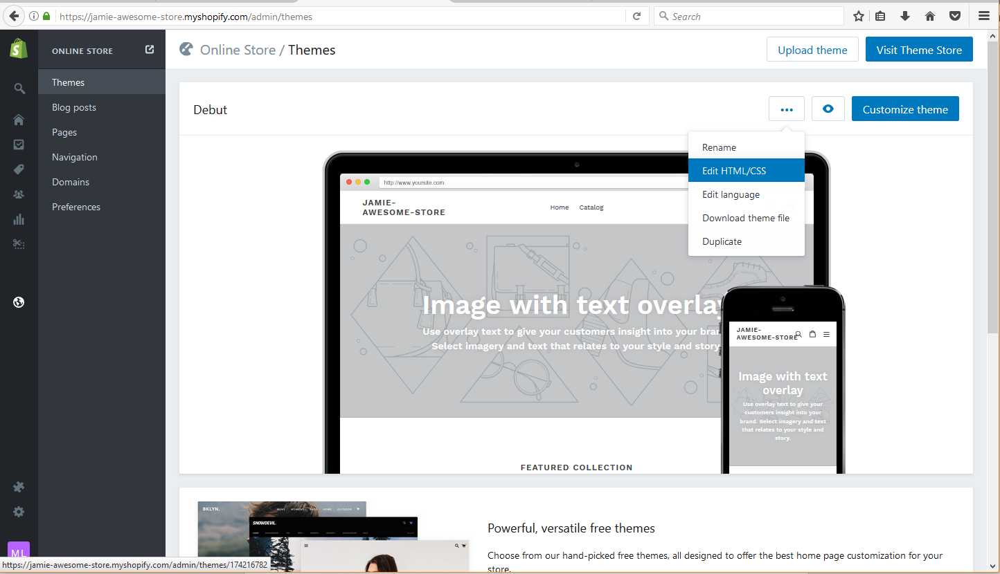 https://jamie-awesome-store.myshopify.com/admin/themes
Search
ONLINE STORE
Themes
Blog posts
Pages
Navigation
Domains
Preferences
ML
Online Store / Themes
Upload theme
Visit Theme Store
Debut
Customize theme
Rename
Edit HTML/CSS
Edit language
Download theme file
Duplicate
http://www.yoursite.com
JAMIE-
AWESOME-STORE
Home Catalog
Image with text overlay
Use overlay text to give your customers insight into your bran
Select imagery and text that relates to your style and story
FEATURED COLLECTION
JAMIE-
AWESOME-STORE
Image with text
overlay
Use overlay text to give your
customers insight into your
brand. Select imagery and text
that relates to your style and
story.
BKLYN.
SNOWDEVIL
Powerful, versatile free themes
Choose from our hand-picked free themes, all designed to offer the best home page customization for your
store.
https://jamie-awesome-store.myshopify.com/admin/themes/174216782